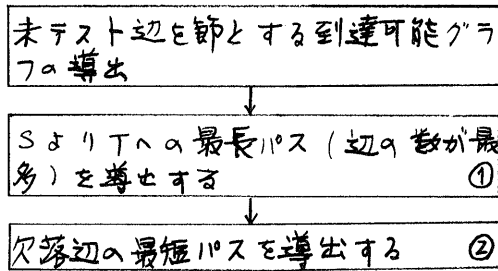 未テスト辺を節とする到達可能グラ
フの導出
SよりTへの最長パス(辺の数が最
多)を導出する ①
欠落辺の最短パスを導出する ②